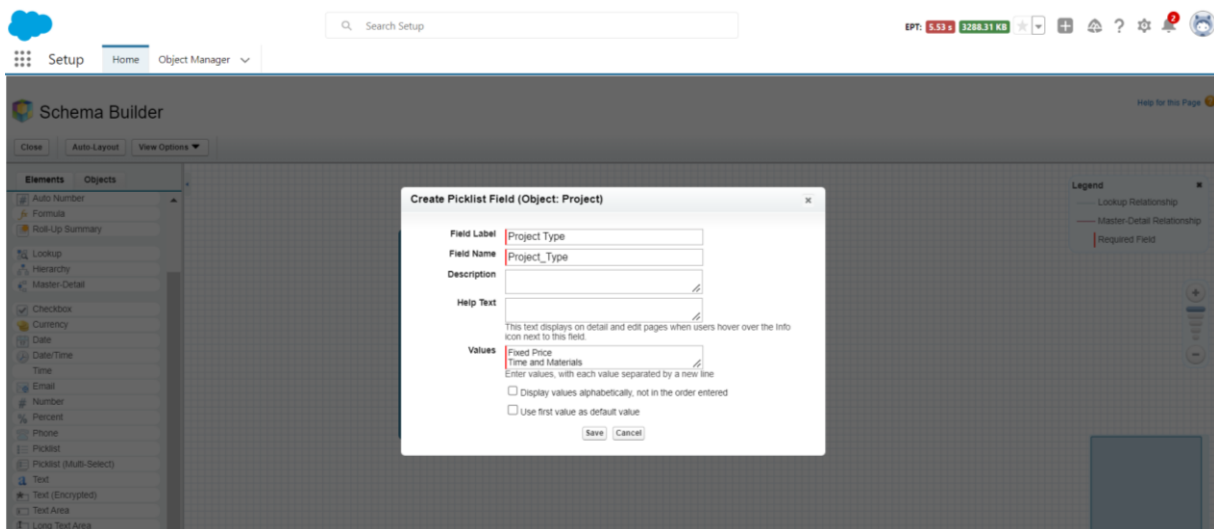 Search Setup
EPT: 5.53 s 3288.31 KB
2
Setup
Home
Object Manager
Schema Builder
Help for this Page
Close
Auto-Layout
View Options
Elements
Objects
Auto Number
Formula
Roll-Up Summary
Lookup
Hierarchy
Master-Detail
Checkbox
Currency
Date
Date/Time
Time
Email
Number
Percent
Phone
Picklist
Picklist (Multi-Select)
Text
Text (Encrypted)
Text Area
Long Text Area
Create Picklist Field (Object: Project)
Field Label Project Type
Field Name Project_Type
Description
Help Text
This text displays on detail and edit pages when users hover over the Info
icon next to this field.
Values Fixed Price
Time and Materials
Enter values, with each value separated by a new line
Display values alphabetically, not in the order entered
Use first value as default value
Save
Cancel
Legend
Lookup Relationship
Master-Detail Relationship
Required Field